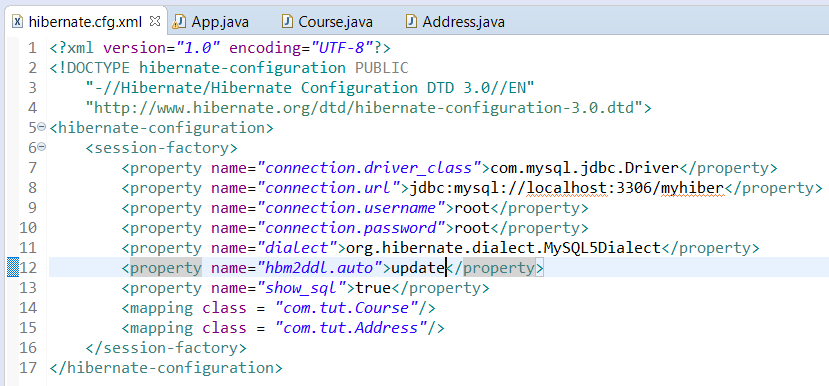 hibernate.cfg.xml App.java Course.java Address.java
1 <?xml version="1.0" encoding="UTF-8"?>
2 <!DOCTYPE hibernate-configuration PUBLIC
3 "-//Hibernate/Hibernate Configuration DTD 3.0//EN"
4 "http://www.hibernate.org/dtd/hibernate-configuration-3.0.dtd">
5 <hibernate-configuration>
6 <session-factory>
7 <property name="connection.driver_class">com.mysql.jdbc.Driver</property>
8 <property name="connection.url">jdbc:mysql://localhost:3306/myhiber</property>
9 <property name="connection.username">root</property>
10 <property name="connection.password">root</property>
11 <property name="dialect">org.hibernate.dialect.MySQL5Dialect</property>
12 <property name="hbm2ddl.auto">update</property>
13 <property name="show_sql">true</property>
14 <mapping class = "com.tut.Course"/>
15 <mapping class = "com.tut.Address"/>
16 </session-factory>
17 </hibernate-configuration>